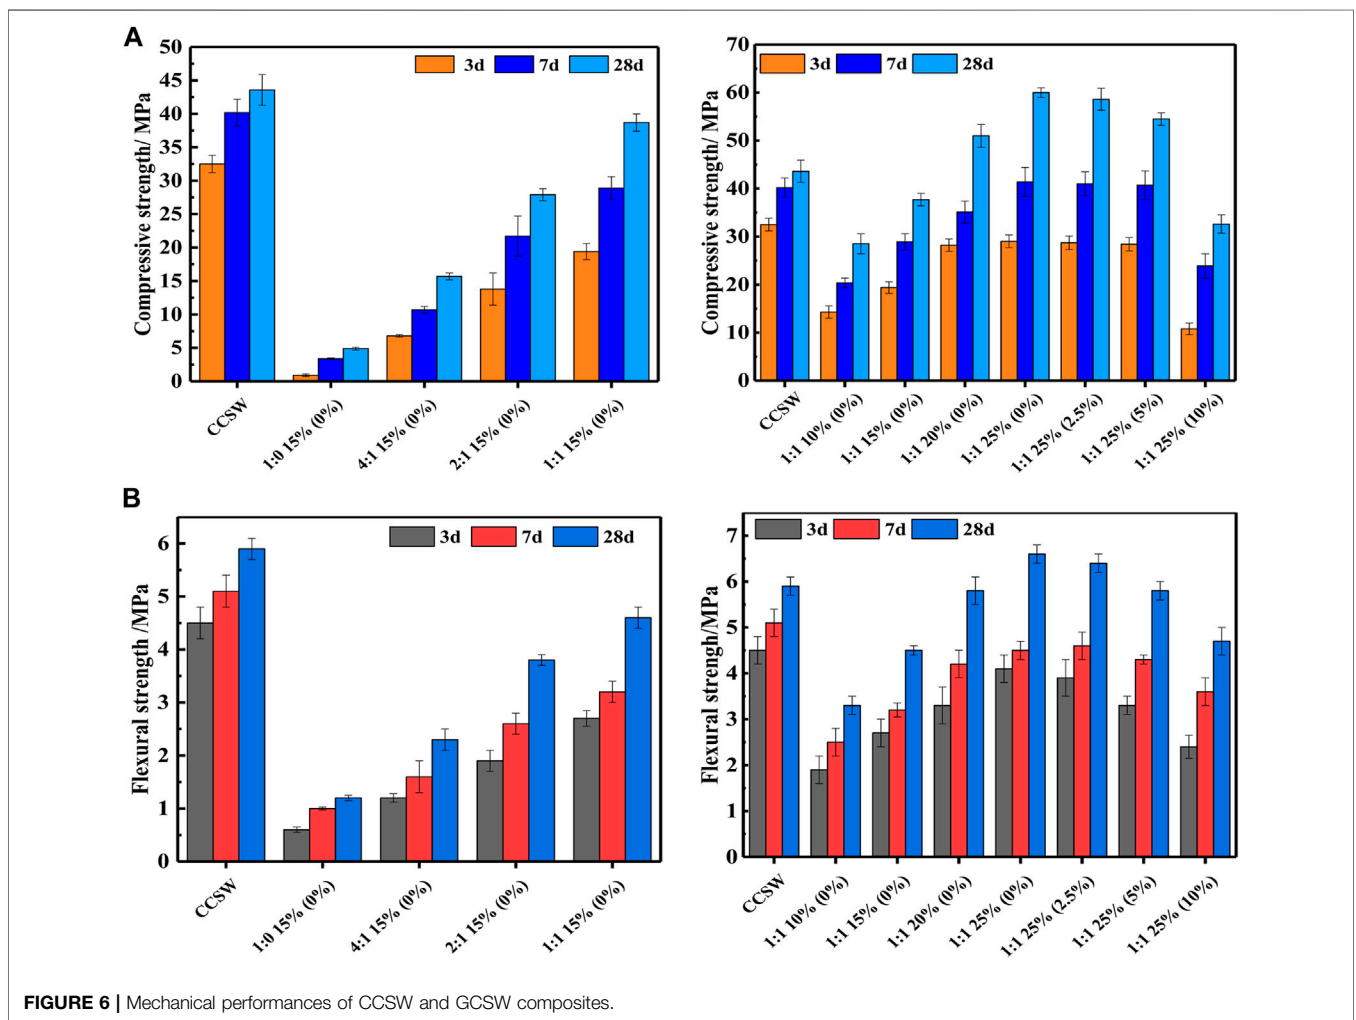 A
50
45
40
35
30
25
20
15
10
5
0
Compressive strength/ MPa
3d 7d 28d
CCSW
1:0 15% (0%)
4:1 15% (0%)
2:1 15% (0%)
1:1 15% (0%)
70
60
50
40
30
20
10
0
Compressive strength/ MPa
3d 7d 28d
CCSW
1:1 10% (0%)
1:1 15% (0%)
1:1 20% (0%)
1:1 25% (0%)
1:1 25% (2.5%)
1:1 25% (5%)
1:1 25% (10%)
B
6
5
4
3
2
1
0
Flexural strength /MPa
3d 7d 28d
CCSW
1:0 15% (0%)
4:1 15% (0%)
2:1 15% (0%)
1:1 15% (0%)
7
6
5
4
3
2
1
0
Flexural strengh/MPa
3d 7d 28d
CCSW
1:1 10% (0%)
1:1 15% (0%)
1:1 20% (0%)
1:1 25% (0%)
1:1 25% (2.5%)
1:1 25% (5%)
1:1 25% (10%)
FIGURE 6 | Mechanical performances of CCSW and GCSW composites.